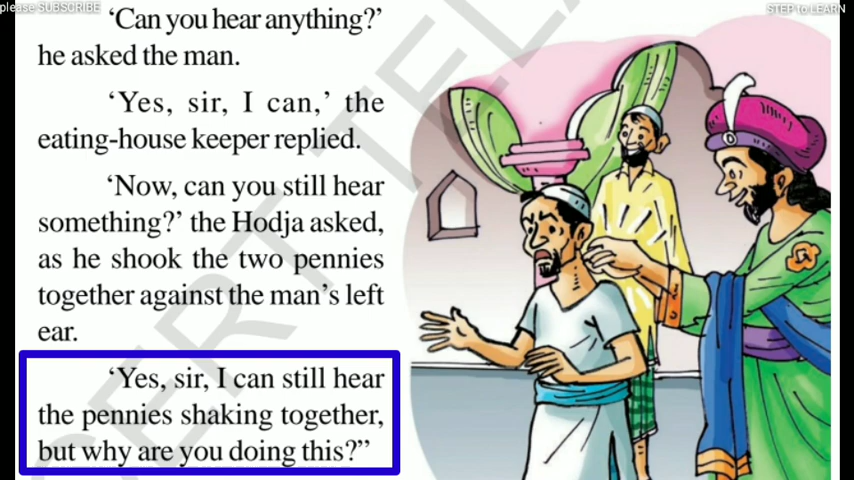 please SUBSCRIBE
STEP to LEARN
‘Can you hear anything?’
he asked the man.
‘Yes, sir, I can,’ the
eating-house keeper replied.
‘Now, can you still hear
something?’ the Hodja asked,
as he shook the two pennies
together against the man’s left
ear.
‘Yes, sir, I can still hear
the pennies shaking together,
but why are you doing this?”